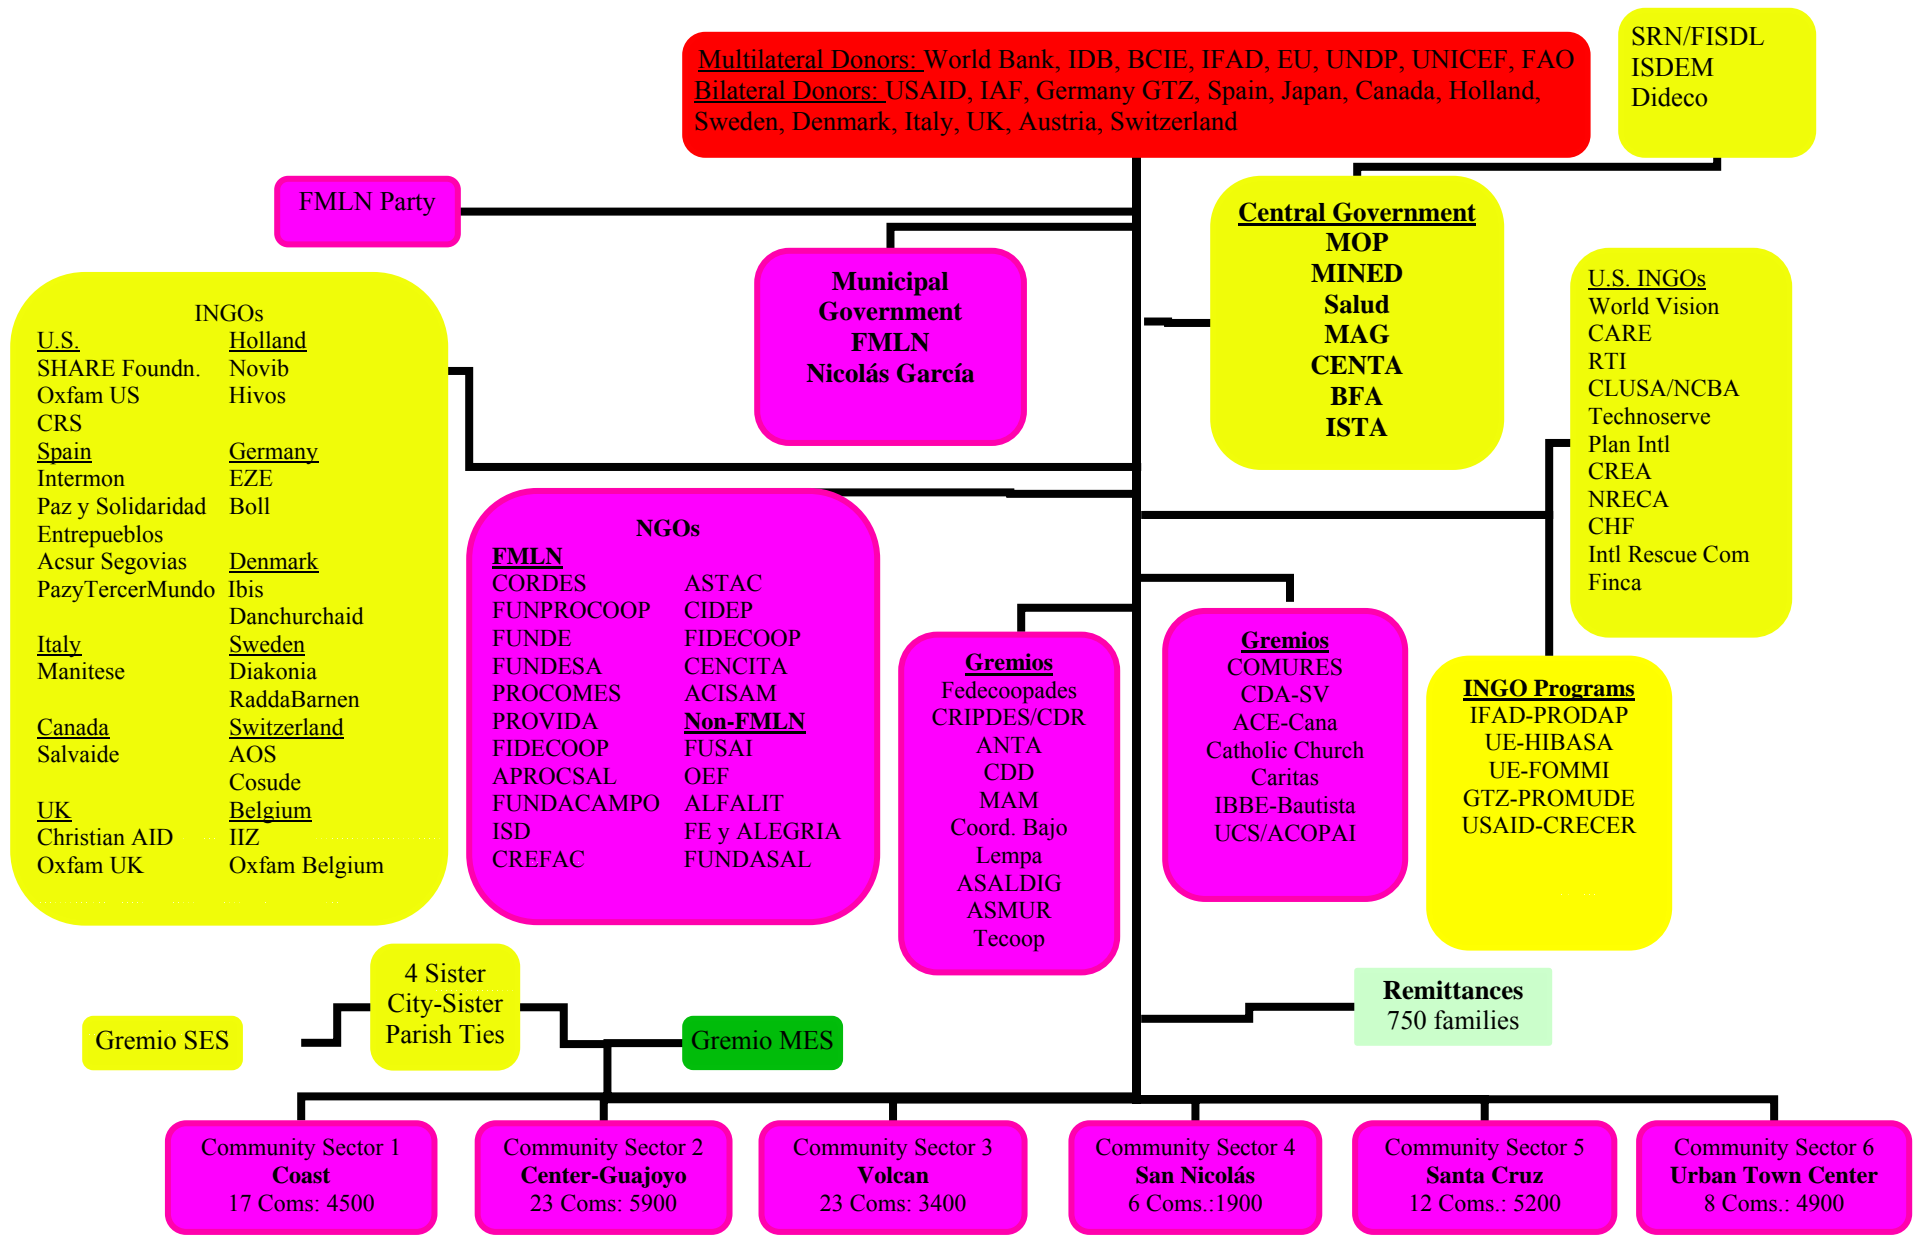 Multilateral Donors: World Bank, IDB, BCIE, IFAD, EU, UNDP, UNICEF, FAO
Bilateral Donors: USAID, IAF, Germany GTZ, Spain, Japan, Canada, Holland,
Sweden, Denmark, Italy, UK, Austria, Switzerland
SRN/FISDL
ISDEM
Dideco
FMLN Party
Municipal
Government
FMLN
Nicolás García
Central Government
MOP
MINED
Salud
MAG
CENTA
BFA
ISTA
U.S. INGOs
World Vision
CARE
RTI
CLUSA/NCBA
Technoserve
Plan Intl
CREA
NRECA
CHF
Intl Rescue Com
Finca
INGOs
U.S. Holland
SHARE Foundn. Novib
Oxfam US Hivos
CRS
Spain Germany
Intermon EZE
Paz y Solidaridad Boll
Entrepueblos
Acsur Segovias Denmark
PazyTercerMundo Ibis
Danchurchaid
Italy Sweden
Manitese Diakonia
RaddaBarnen
Canada Switzerland
Salvaide AOS
Cosude
UK Belgium
Christian AID IIZ
Oxfam UK Oxfam Belgium
NGOs
FMLN
CORDES ASTAC
FUNPROCOOP CIDEP
FUNDE FIDECOOP
FUNDESA CENCITA
PROCOMES ACISAM
PROVIDA Non-FMLN
FIDECOOP FUSAI
APROCSAL OEF
FUNDACAMPO ALFALIT
ISD FE y ALEGRIA
CREFAC FUNDASAL
Gremios
Fedecoopades
CRIPDES/CDR
ANTA
CDD
MAM
Coord. Bajo
Lempa
ASALDIG
ASMUR
Tecoop
Gremios
COMURES
CDA-SV
ACE-Cana
Catholic Church
Caritas
IBBE-Bautista
UCS/ACOPAI
INGO Programs
IFAD-PRODAP
UE-HIBASA
UE-FOMMI
GTZ-PROMUDE
USAID-CRECER
4 Sister
City-Sister
Parish Ties
Gremio SES
Gremio MES
Remittances
750 families
Community Sector 1
Coast
17 Coms: 4500
Community Sector 2
Center-Guajoyo
23 Coms: 5900
Community Sector 3
Volcan
23 Coms: 3400
Community Sector 4
San Nicolás
6 Coms.:1900
Community Sector 5
Santa Cruz
12 Coms.: 5200
Community Sector 6
Urban Town Center
8 Coms.: 4900